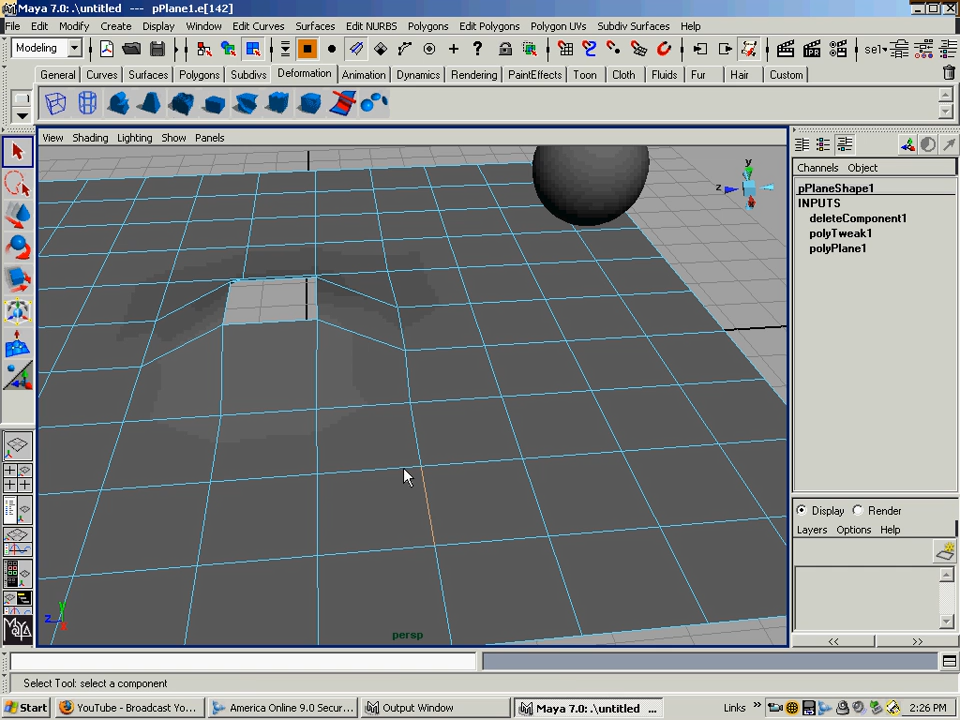 Maya 7.0: .\untitled --- pPlane1.e[142]
File Edit Modify Create Display Window Edit Curves Surfaces Edit NURBS Polygons Edit Polygons Polygon UVs Subdiv Surfaces Help
Modeling sel
General Curves Surfaces Polygons Subdivs Deformation Animation Dynamics Rendering PaintEffects Toon Cloth Fluids Fur Hair Custom
View Shading Lighting Show Panels
Channels Object
pPlaneShape1
INPUTS
deleteComponent1
polyTweak1
polyPlane1
y
z
Display Render
Layers Options Help
y
z
persp
<< >>
Select Tool: select a component
Start YouTube - Broadcast Yo... America Online 9.0 Secur... Output Window Maya 7.0: .\untitled ... Links » 2:26 PM